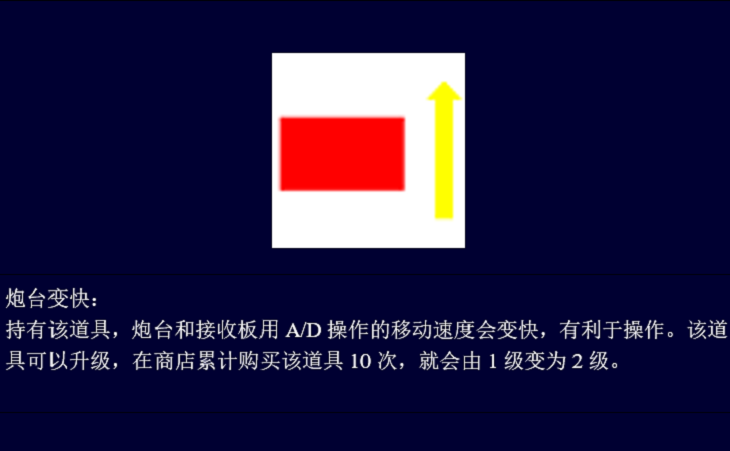 炮台变快：
持有该道具，炮台和接收板用 A/D 操作的移动速度会变快，有利于操作。该道
具可以升级，在商店累计购买该道具 10 次，就会由 1 级变为 2 级。